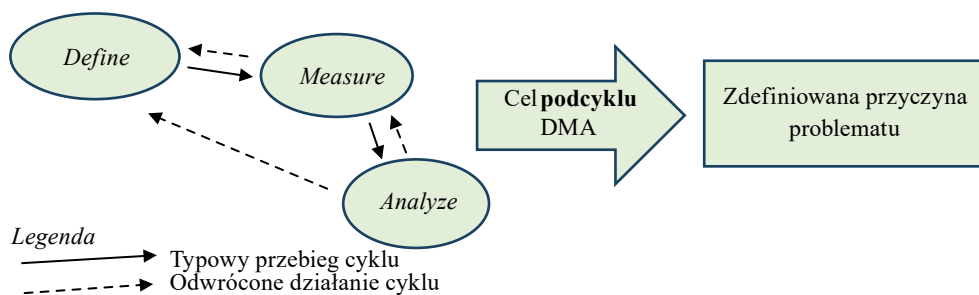 Define
Measure
Analyze
Cel podcyklu
DMA
Zdefiniowana przyczyna
problematu
Legenda
Typowy przebieg cyklu
Odwrócone działanie cyklu